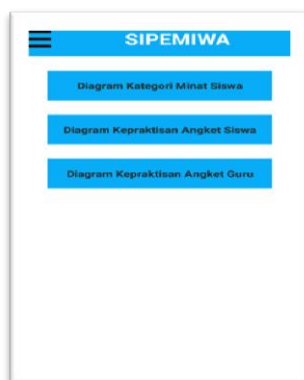 SIPEMIWA
Diagram Kategori Minat Siswa
Diagram Kepraktisan Angket Siswa
Diagram Kepraktisan Angket Guru